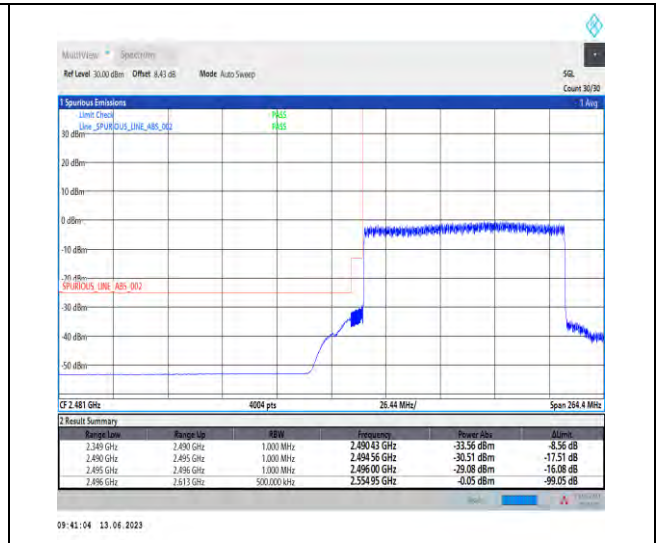 MultiView Spectrum
Ref Level 30.00 dBm Offset 8.43 dB Mode Auto Sweep SGL
Count 30/30
1 Spurious Emissions 1 Avg
Limit Check PASS
Line _SPURIOUS_LINE_ABS_002 PASS
30 dBm
20 dBm
10 dBm
0 dBm
-10 dBm
-20 dBm
SPURIOUS_LINE_ABS_002
-30 dBm
-40 dBm
-50 dBm
CF 2.481 GHz 4004 pts 26.44 MHz/ Span 264.4 MHz
2 Result Summary
Range Low Range Up RBW Frequency Power Abs ΔLimit
2.349 GHz 2.490 GHz 1.000 MHz 2.490 43 GHz -33.56 dBm -8.56 dB
2.490 GHz 2.495 GHz 1.000 MHz 2.494 56 GHz -30.51 dBm -17.51 dB
2.495 GHz 2.496 GHz 1.000 MHz 2.496 00 GHz -29.08 dBm -16.08 dB
2.496 GHz 2.613 GHz 500.000 kHz 2.554 95 GHz -0.05 dBm -99.05 dB
09:41:04 13.06.2023